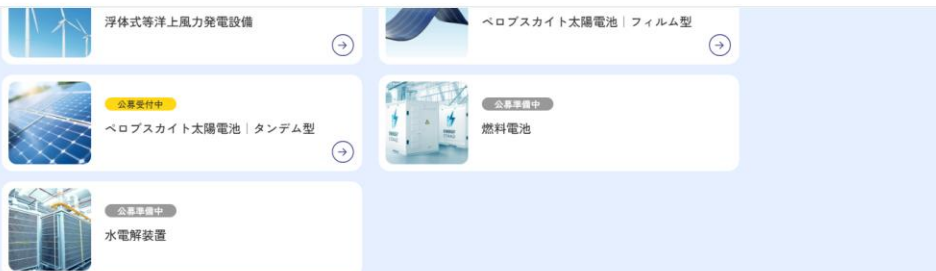 浮体式等洋上風力発電設備
ペロブスカイト太陽電池｜フィルム型
公募受付中
ペロブスカイト太陽電池｜タンデム型
公募準備中
燃料電池
公募準備中
水電解装置